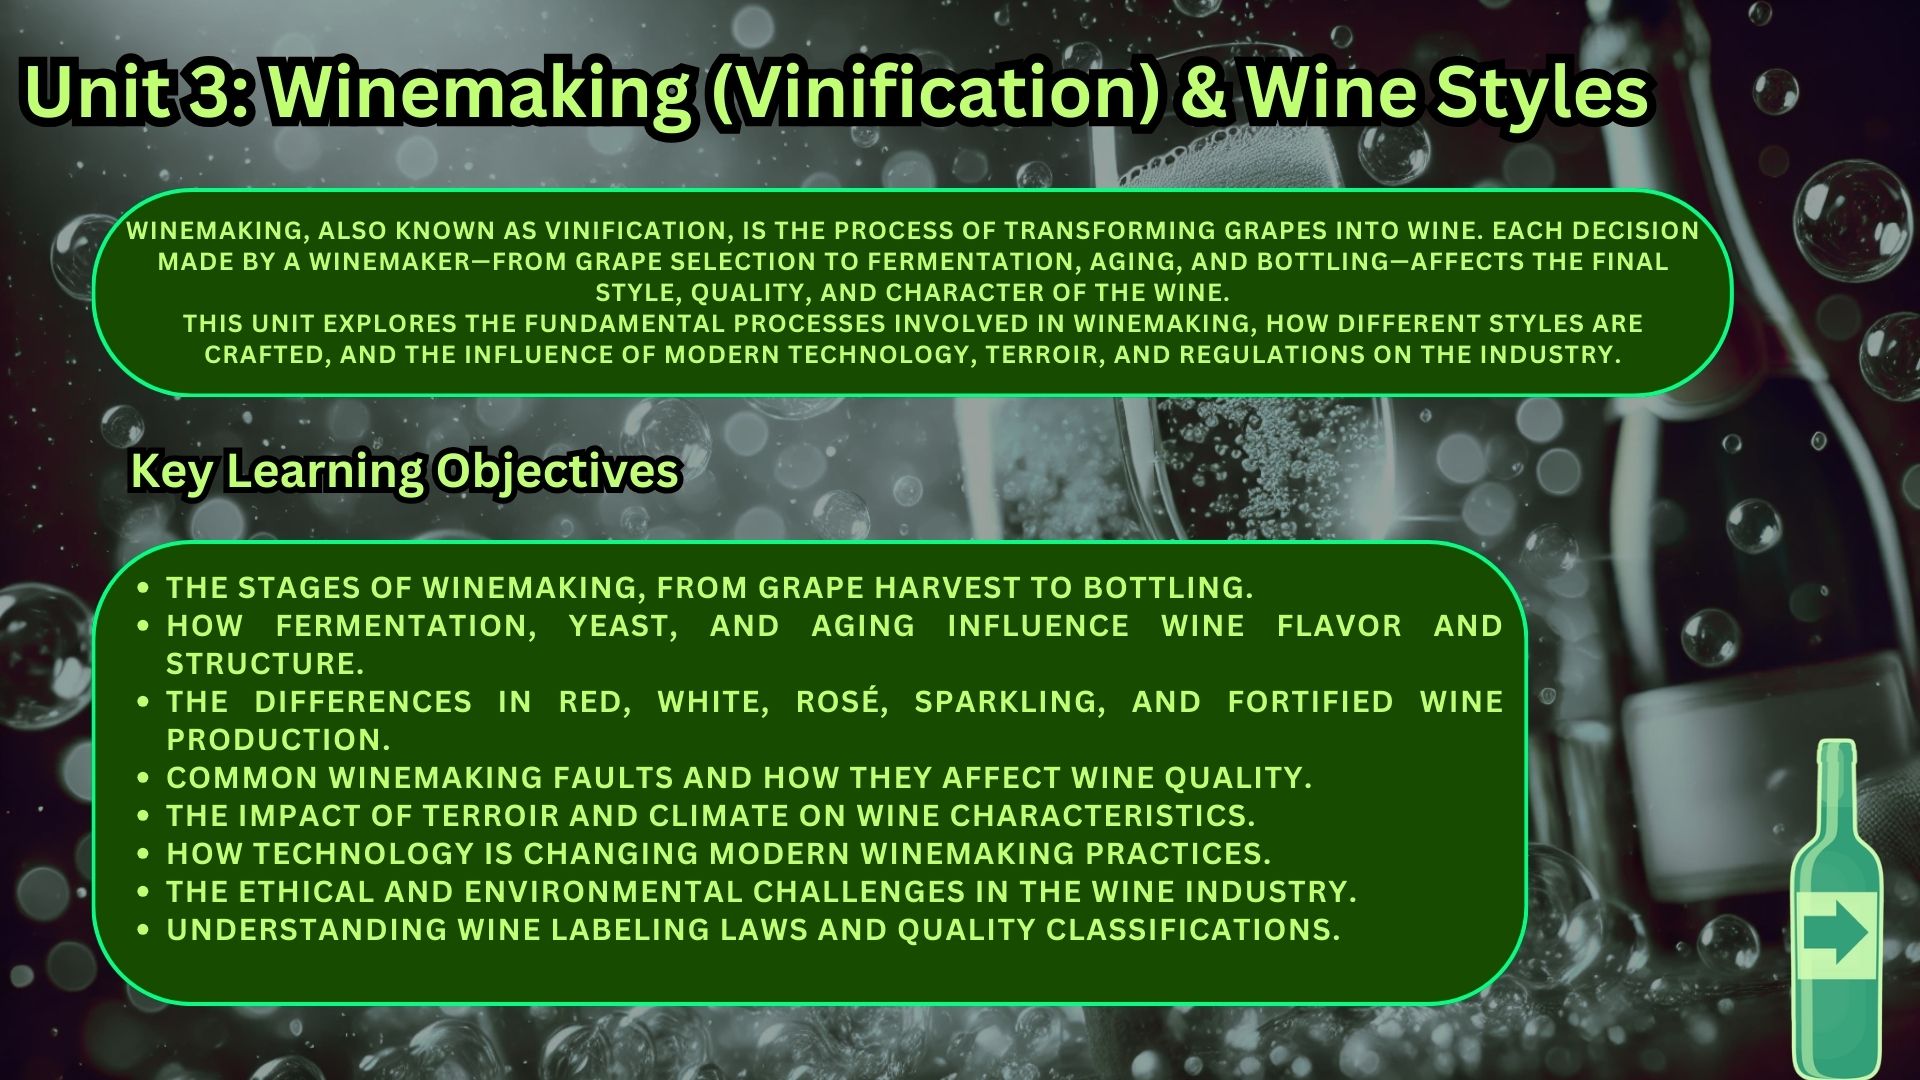 Unit 3: Winemaking (Vinification) & Wine Styles
WINEMAKING, ALSO KNOWN AS VINIFICATION, IS THE PROCESS OF TRANSFORMING GRAPES INTO WINE. EACH DECISION
MADE BY A WINEMAKER—FROM GRAPE SELECTION TO FERMENTATION, AGING, AND BOTTLING—AFFECTS THE FINAL
STYLE, QUALITY, AND CHARACTER OF THE WINE.
THIS UNIT EXPLORES THE FUNDAMENTAL PROCESSES INVOLVED IN WINEMAKING, HOW DIFFERENT STYLES ARE
CRAFTED, AND THE INFLUENCE OF MODERN TECHNOLOGY, TERROIR, AND REGULATIONS ON THE INDUSTRY.
Key Learning Objectives
• THE STAGES OF WINEMAKING, FROM GRAPE HARVEST TO BOTTLING.
• HOW FERMENTATION, YEAST, AND AGING INFLUENCE WINE FLAVOR AND
STRUCTURE.
• THE DIFFERENCES IN RED, WHITE, ROSÉ, SPARKLING, AND FORTIFIED WINE
PRODUCTION.
• COMMON WINEMAKING FAULTS AND HOW THEY AFFECT WINE QUALITY.
• THE IMPACT OF TERROIR AND CLIMATE ON WINE CHARACTERISTICS.
• HOW TECHNOLOGY IS CHANGING MODERN WINEMAKING PRACTICES.
• THE ETHICAL AND ENVIRONMENTAL CHALLENGES IN THE WINE INDUSTRY.
• UNDERSTANDING WINE LABELING LAWS AND QUALITY CLASSIFICATIONS.